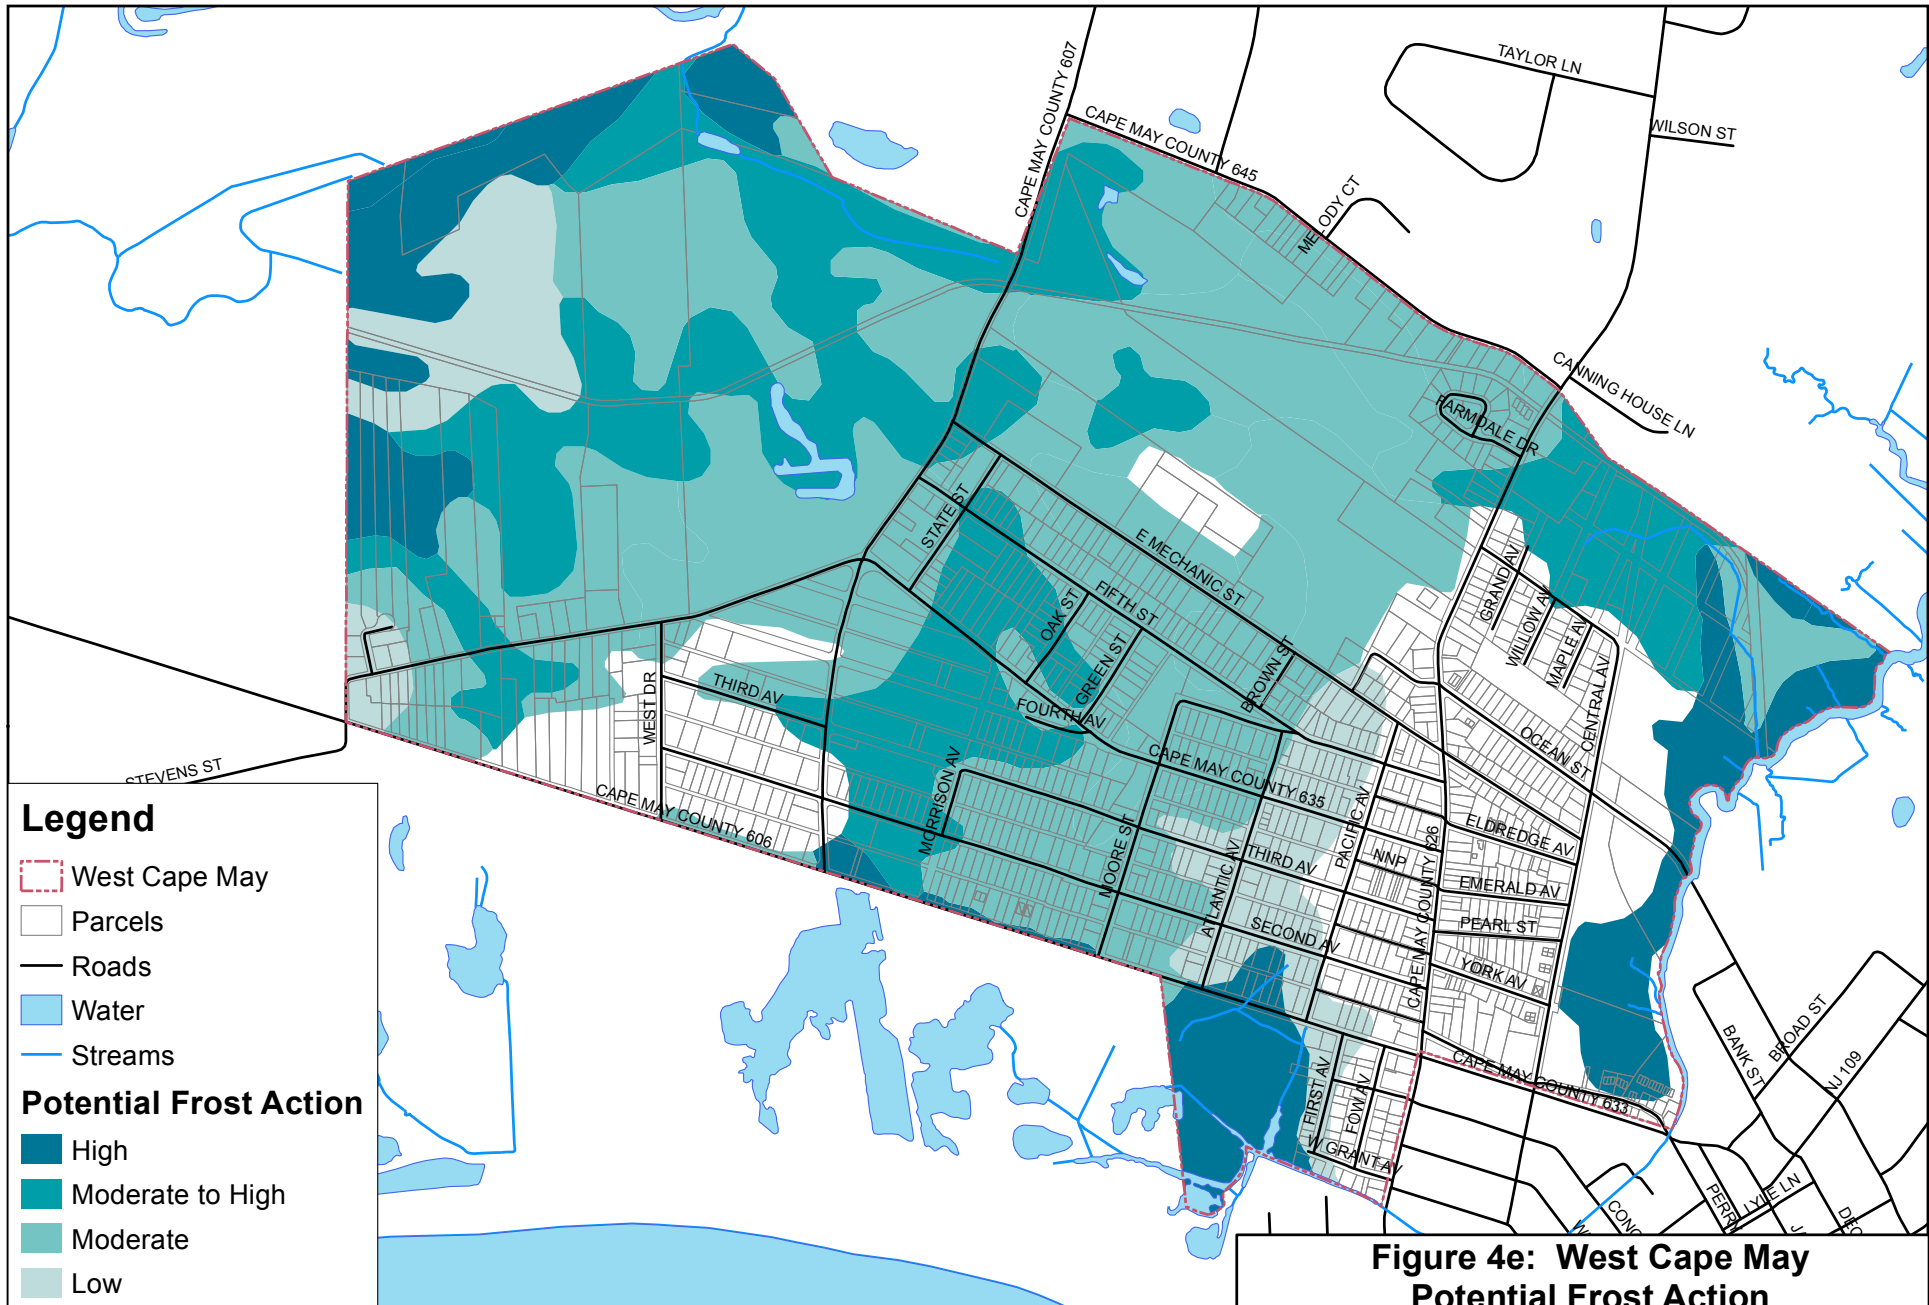 TAYLOR LN
WILSON ST
CAPE MAY COUNTY 607
CAPE MAY COUNTY 645
MELODY CT
CANNING HOUSE LN
FARMDALE DR
STATE ST
E MECHANIC ST
FIFTH ST
OAK ST
GREEN ST
BROWN ST
GRAND AV
WILLOW AV
MAPLE AV
CENTRAL AV
OCEAN ST
WEST DR
THIRD AV
FOURTH AV
MORRISON AV
CAPE MAY COUNTY 635
PACIFIC AV
ELDREDGE AV
STEVENS ST
CAPE MAY COUNTY 606
MOORE ST
ATLANTIC AV
THIRD AV
NNP
CAPE MAY COUNTY 626
EMERALD AV
PEARL ST
SECOND AV
YORK AV
CAPE MAY COUNTY 633
FIRST AV
FOW AV
W GRANT AV
BANK ST
BROAD ST
NJ 109
LYLE LN
PERR
CONG
W
JA
DEC
Legend
West Cape May
Parcels
Roads
Water
Streams
Potential Frost Action
High
Moderate to High
Moderate
Low
Figure 4e: West Cape May
Potential Frost Action